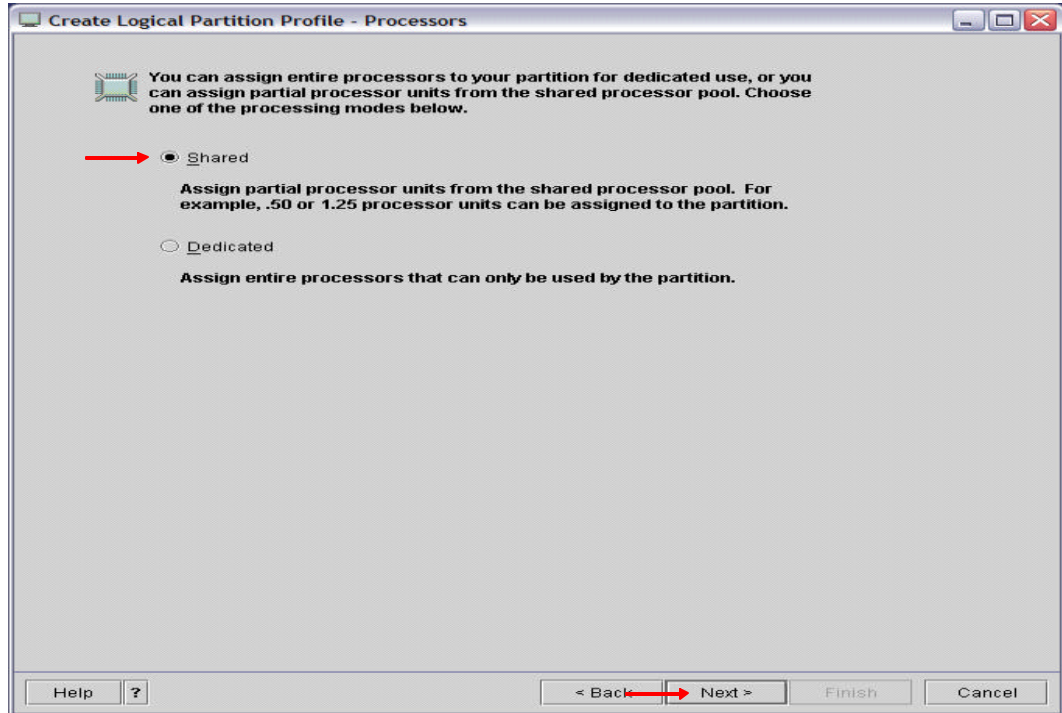 Create Logical Partition Profile - Processors
You can assign entire processors to your partition for dedicated use, or you
can assign partial processor units from the shared processor pool. Choose
one of the processing modes below.
Shared
Assign partial processor units from the shared processor pool. For
example, .50 or 1.25 processor units can be assigned to the partition.
Dedicated
Assign entire processors that can only be used by the partition.
Help ? < Back Next > Finish Cancel